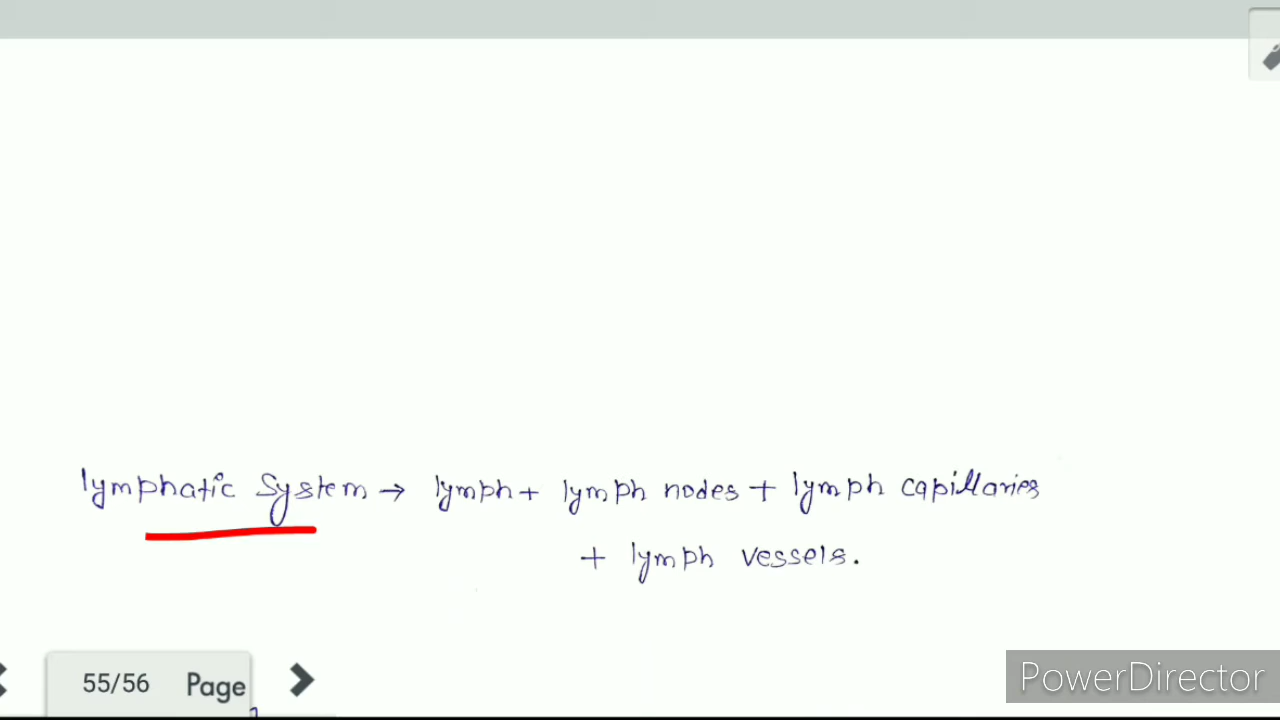 lymphatic system → lymph + lymph nodes + lymph capillaries
+ lymph vessels.
55/56 Page
PowerDirector